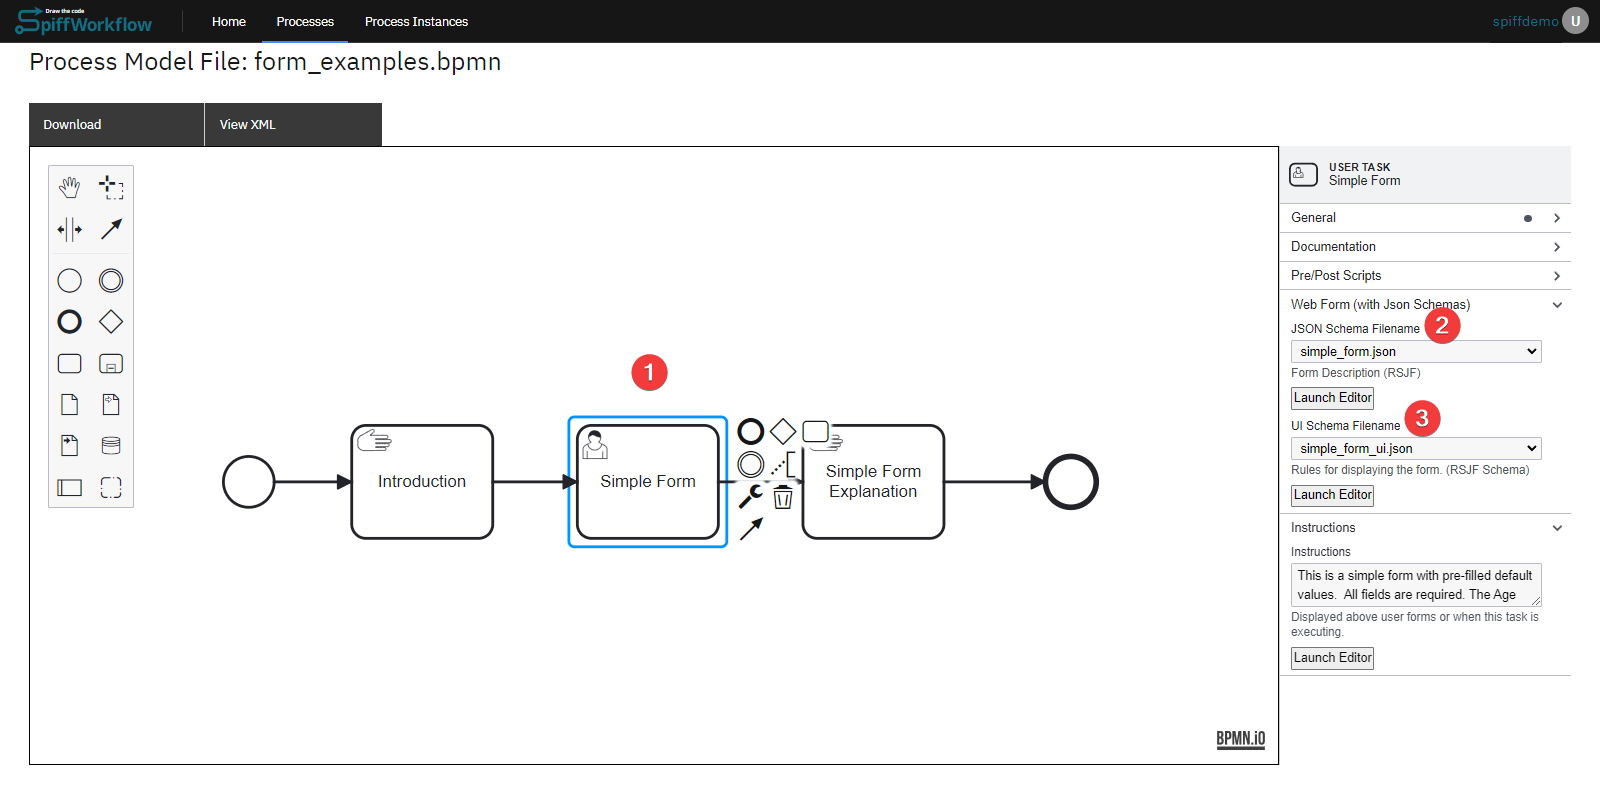 Draw the code
SpiffWorkflow
Home
Processes
Process Instances
spiffdemo
U
Process Model File: form_examples.bpmn
Download
View XML
1
Introduction
Simple Form
Simple Form
Explanation
BPMN.iO
USER TASK
Simple Form
General
Documentation
Pre/Post Scripts
Web Form (with Json Schemas)
JSON Schema Filename
2
simple_form.json
Form Description (RSJF)
Launch Editor
UI Schema Filename
3
simple_form_ui.json
Rules for displaying the form. (RSJF Schema)
Launch Editor
Instructions
Instructions
This is a simple form with pre-filled default
values.  All fields are required. The Age
Displayed above user forms or when this task is
executing.
Launch Editor